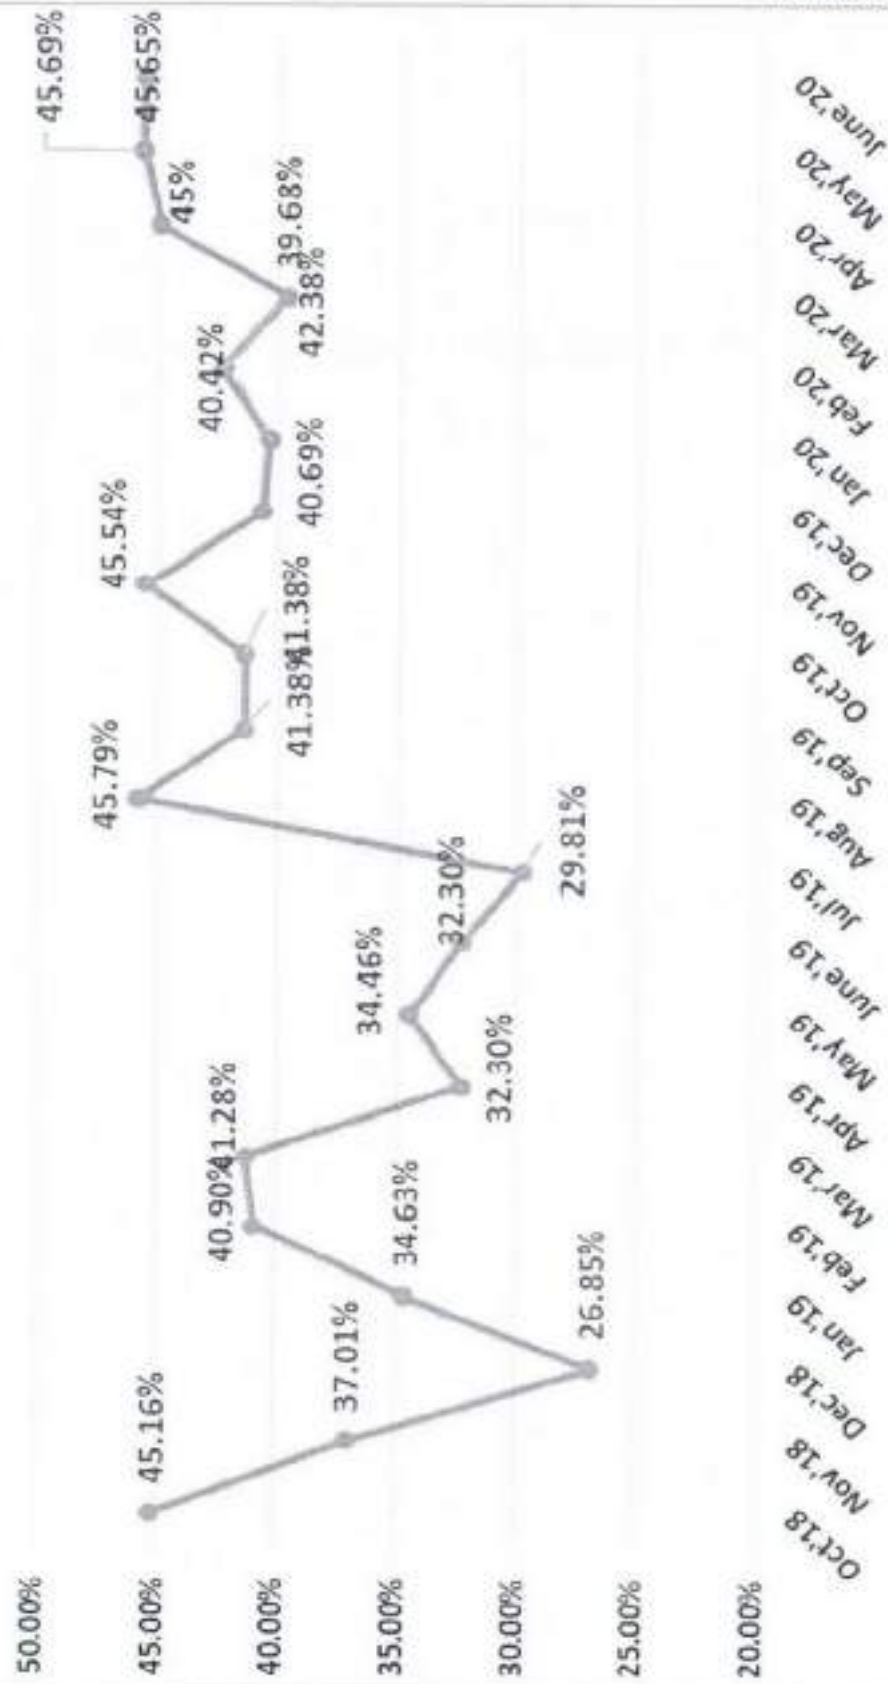 50.00%
45.00%
40.00%
35.00%
30.00%
25.00%
20.00%
45.16%
37.01%
26.85%
34.63%
40.90%
41.28%
32.30%
34.46%
32.30%
29.81%
45.79%
41.38%
41.38%
45.54%
40.69%
40.42%
42.38%
39.68%
45%
45.69%
45.65%
Oct'18
Nov'18
Dec'18
Jan'19
Feb'19
Mar'19
Apr'19
May'19
June'19
Jul'19
Aug'19
Sep'19
Oct'19
Nov'19
Dec'19
Jan'20
Feb'20
Mar'20
Apr'20
May'20
June'20